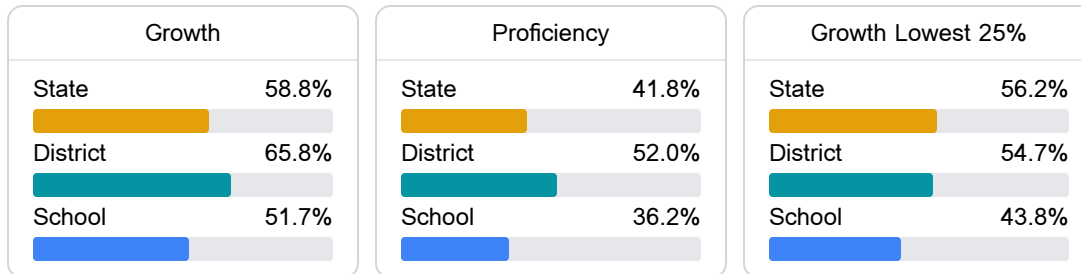 Growth
State 58.8%
District 65.8%
School 51.7%
Proficiency
State 41.8%
District 52.0%
School 36.2%
Growth Lowest 25%
State 56.2%
District 54.7%
School 43.8%